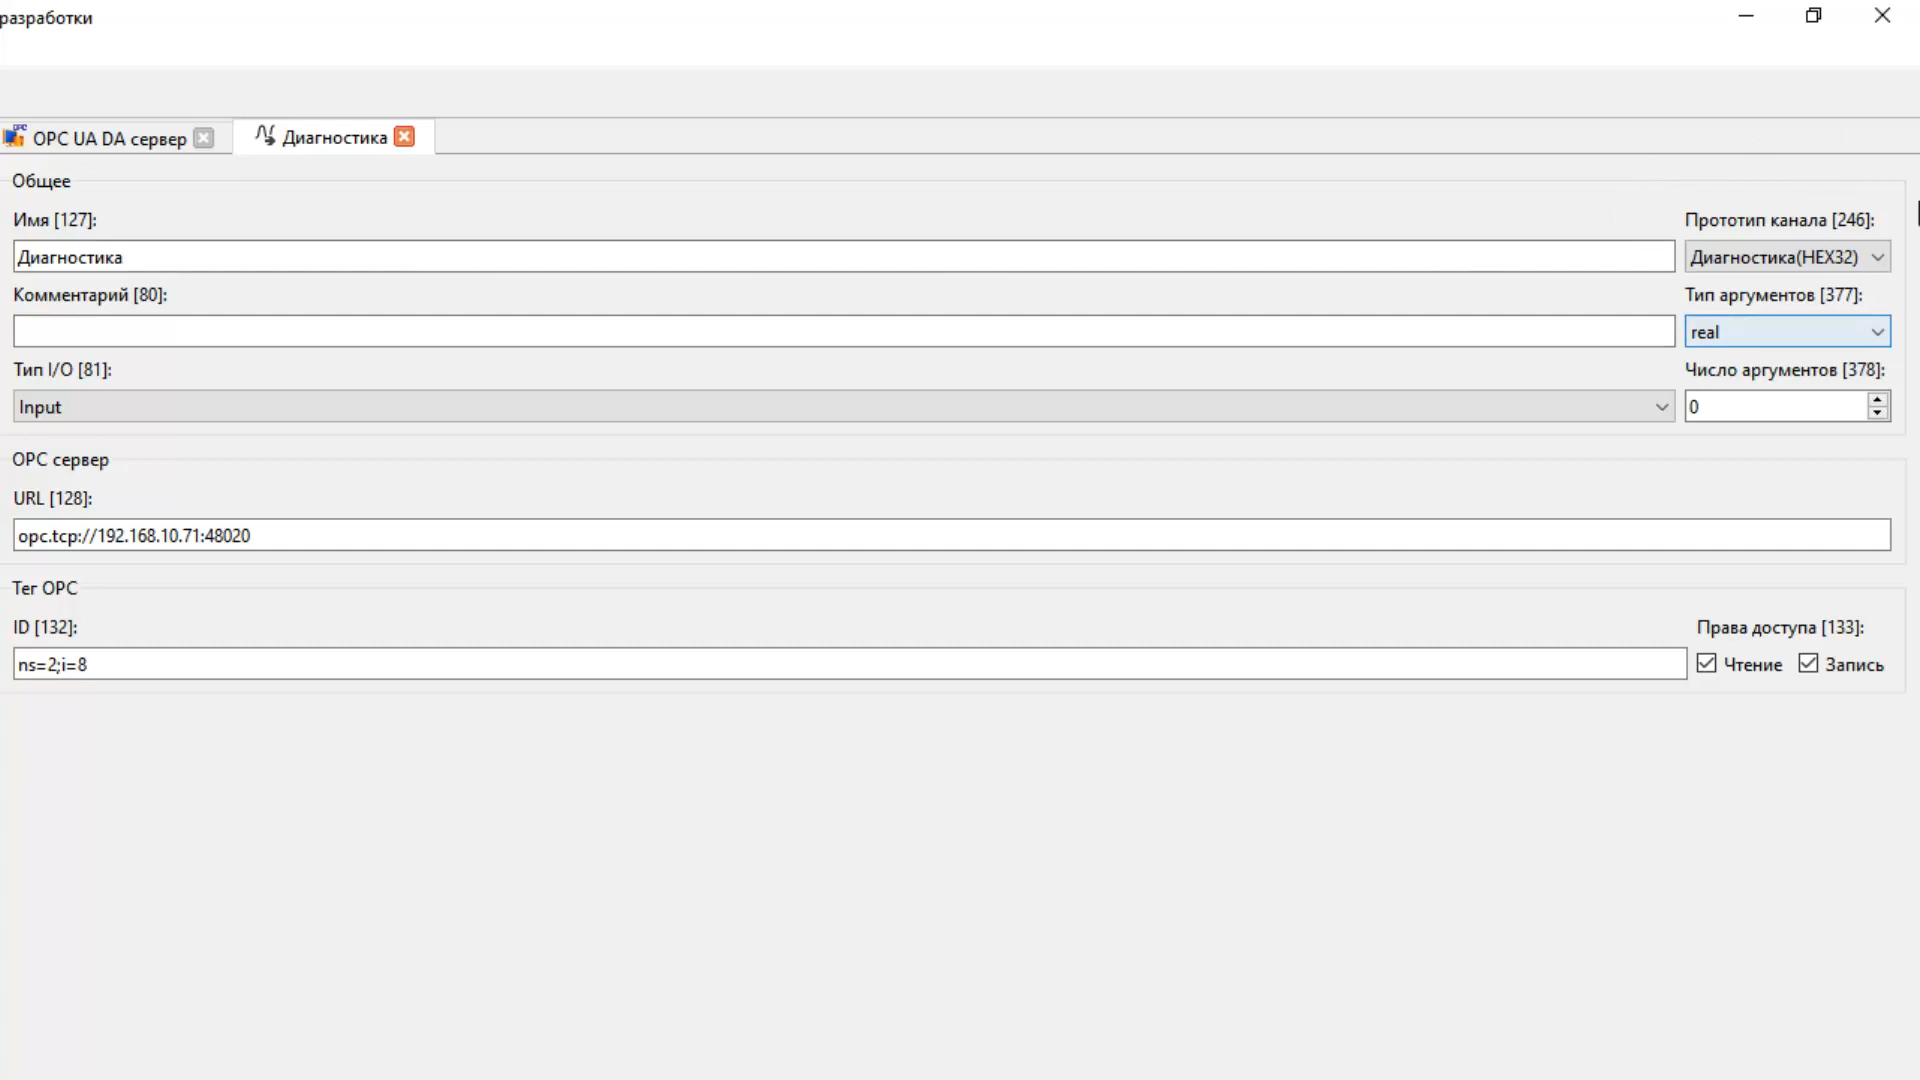 разработки
OPC UA DA сервер
Диагностика
Общее
Имя [127]:
Прототип канала [246]:
Диагностика
Диагностика(HEX32)
Комментарий [80]:
Тип аргументов [377]:
real
Тип I/O [81]:
Число аргументов [378]:
Input
0
OPC сервер
URL [128]:
opc.tcp://192.168.10.71:48020
Тег OPC
ID [132]:
Права доступа [133]:
ns=2;i=8
Чтение
Запись